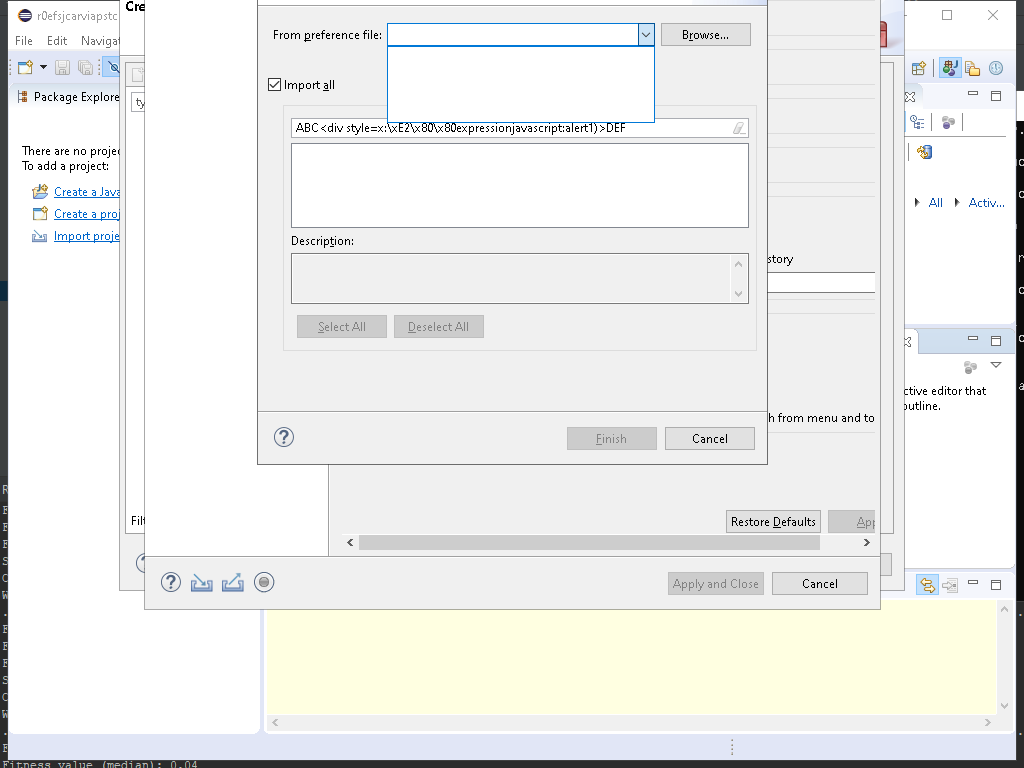 r0efsjcarviapstc
Cre
File Edit Navigat
From preference file:
Browse...
Package Explore
Import all
ty
ABC<div style=x:\xE2\x80\x80expressionjavascript:alert1)>DEF
There are no projec
To add a project:
Create a Java
Create a proj
Import proje
All
Activ...
Description:
story
Select All
Deselect All
ctive editor that
outline.
h from menu and to
Finish
Cancel
Filt
Restore Defaults
App
Apply and Close
Cancel
Fitness value (median): 0.04